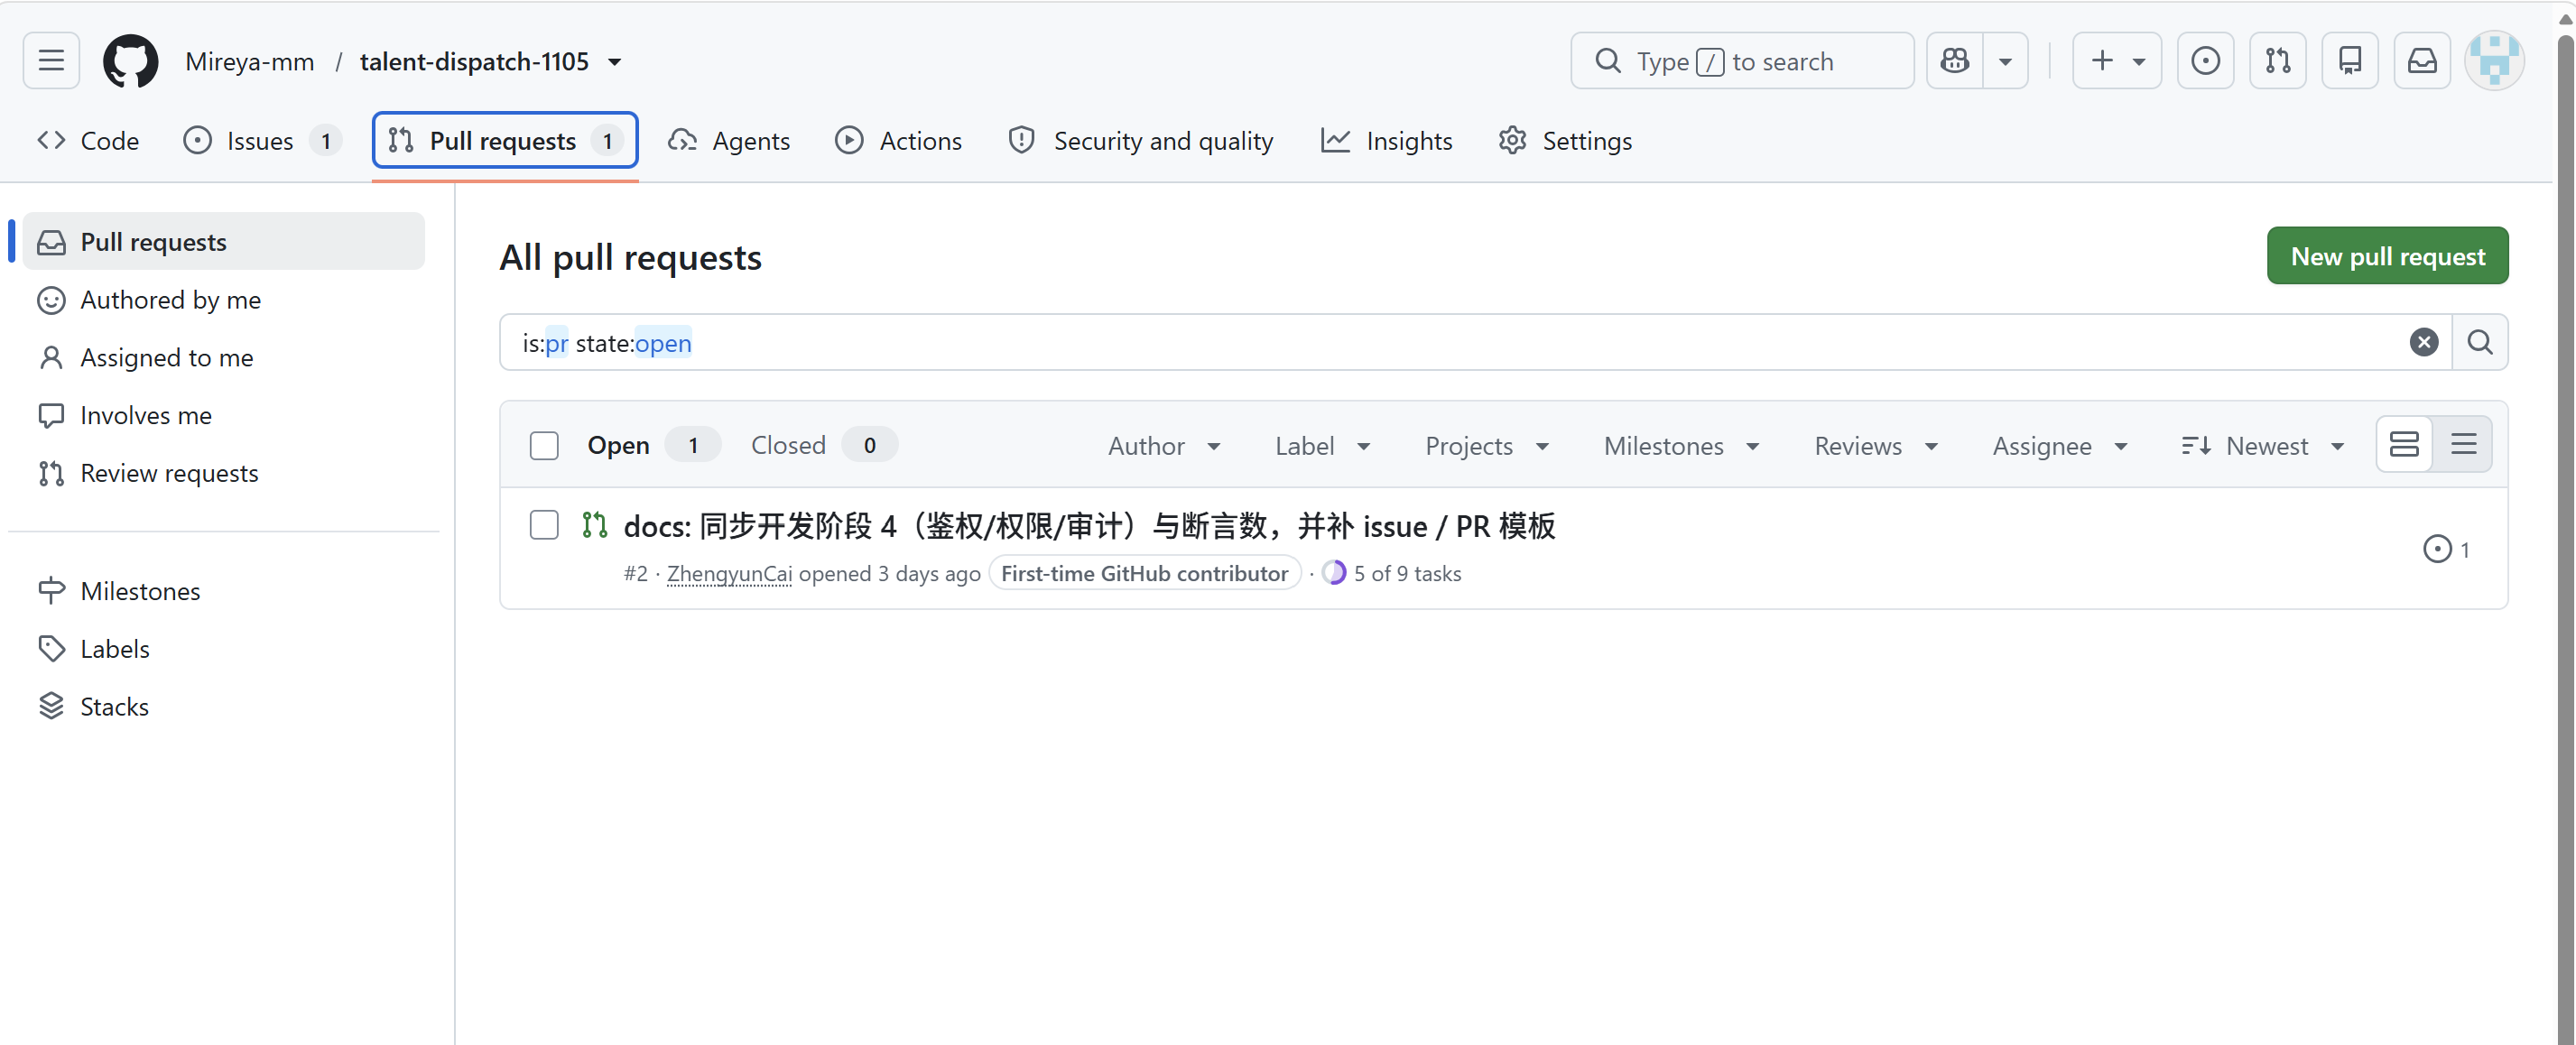 Mireya-mm / talent-dispatch-1105
Type / to search
Code
Issues 1
Pull requests 1
Agents
Actions
Security and quality
Insights
Settings
Pull requests
Authored by me
Assigned to me
Involves me
Review requests
Milestones
Labels
Stacks
All pull requests
New pull request
is:pr state:open
Open 1
Closed 0
Author
Label
Projects
Milestones
Reviews
Assignee
Newest
docs: 同步开发阶段 4（鉴权/权限/审计）与断言数，并补 issue / PR 模板
#2 · ZhengyunCai opened 3 days ago First-time GitHub contributor · 5 of 9 tasks
1